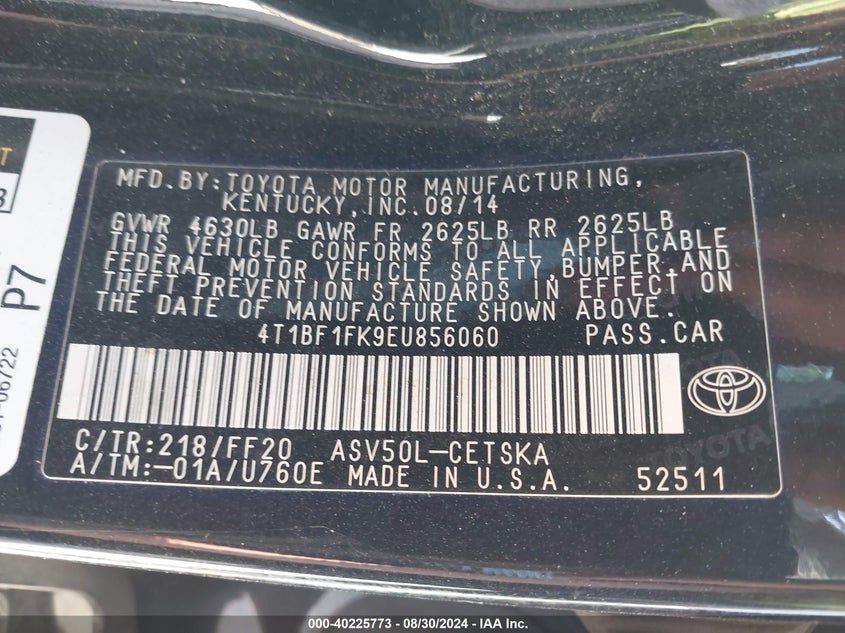 MFD.BY:TOYOTA MOTOR MANUFACTURING,
KENTUCKY,INC.08/14
GVWR 4630LB GAWR FR 2625LB RR 2625LB
THIS VEHICLE CONFORMS TO ALL APPLICABLE
FEDERAL MOTOR VEHICLE SAFETY,BUMPER,AND
THEFT PREVENTION STANDARDS IN EFFECT ON
THE DATE OF MANUFACTURE SHOWN ABOVE.
4T1BF1FK9EU856060 PASS.CAR
C/TR:218/FF20 ASV50L-CETSKA
A/TM:-01A/U760E MADE IN U.S.A. 52511
TOYOTA
P7
000-40225773 - 08/30/2024 - IAA Inc.